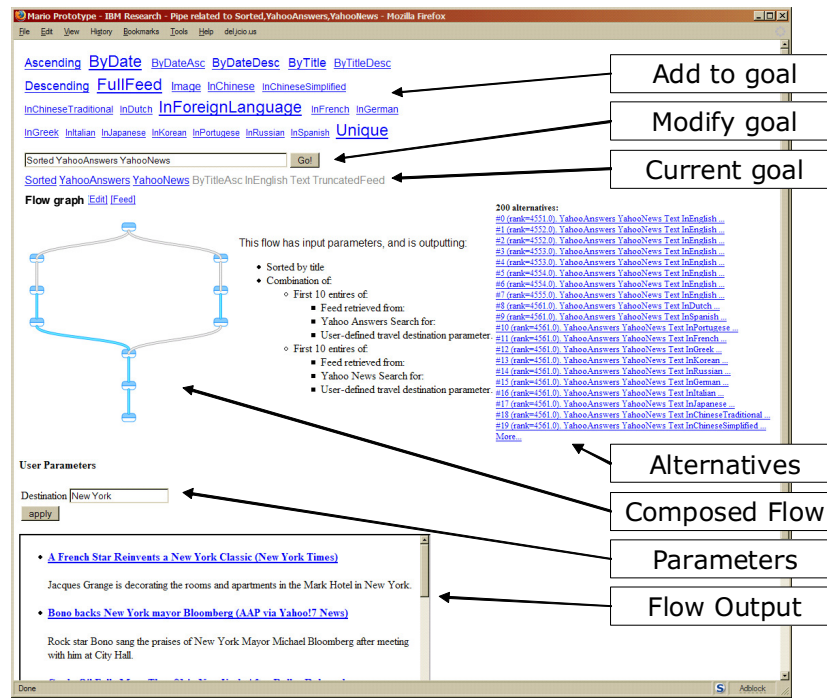 Mario Prototype - IBM Research - Pipe related to Sorted,YahooAnswers,YahooNews - Mozilla Firefox
File Edit View History Bookmarks Tools Help del.icio.us
Ascending ByDate ByDateAsc ByDateDesc ByTitle ByTitleDesc
Descending FullFeed Image InChinese InChineseSimplified
InChineseTraditional InDutch InForeignLanguage InFrench InGerman
InGreek InItalian InJapanese InKorean InPortugese InRussian InSpanish Unique
Add to goal
Modify goal
Current goal
Sorted YahooAnswers YahooNews Go!
Sorted YahooAnswers YahooNews ByTitleAsc InEnglish Text TruncatedFeed
Flow graph [Edit] [Feed]
This flow has input parameters, and is outputting:
Sorted by title
Combination of:
First 10 entires of:
Feed retrieved from:
Yahoo Answers Search for:
User-defined travel destination parameter.
First 10 entires of:
Feed retrieved from:
Yahoo News Search for:
User-defined travel destination parameter.
200 alternatives:
#0 (rank=4551.0). YahooAnswers YahooNews Text InEnglish ...
#1 (rank=4552.0). YahooAnswers YahooNews Text InEnglish ...
#2 (rank=4552.0). YahooAnswers YahooNews Text InEnglish ...
#3 (rank=4553.0). YahooAnswers YahooNews Text InEnglish ...
#4 (rank=4553.0). YahooAnswers YahooNews Text InEnglish ...
#5 (rank=4554.0). YahooAnswers YahooNews Text InEnglish ...
#6 (rank=4554.0). YahooAnswers YahooNews Text InEnglish ...
#7 (rank=4555.0). YahooAnswers YahooNews Text InEnglish ...
#8 (rank=4561.0). YahooAnswers YahooNews Text InDutch ...
#9 (rank=4561.0). YahooAnswers YahooNews Text InSpanish ...
#10 (rank=4561.0). YahooAnswers YahooNews Text InPortugese ...
#11 (rank=4561.0). YahooAnswers YahooNews Text InFrench ...
#12 (rank=4561.0). YahooAnswers YahooNews Text InGreek ...
#13 (rank=4561.0). YahooAnswers YahooNews Text InKorean ...
#14 (rank=4561.0). YahooAnswers YahooNews Text InRussian ...
#15 (rank=4561.0). YahooAnswers YahooNews Text InGerman ...
#16 (rank=4561.0). YahooAnswers YahooNews Text InItalian ...
#17 (rank=4561.0). YahooAnswers YahooNews Text InJapanese ...
#18 (rank=4561.0). YahooAnswers YahooNews Text InChineseTraditional ...
#19 (rank=4561.0). YahooAnswers YahooNews Text InChineseSimplified ...
More...
Alternatives
Composed Flow
Parameters
Flow Output
User Parameters
Destination New York
apply
A French Star Reinvents a New York Classic (New York Times)
Jacques Grange is decorating the rooms and apartments in the Mark Hotel in New York.
Bono backs New York mayor Bloomberg (AAP via Yahoo!7 News)
Rock star Bono sang the praises of New York Mayor Michael Bloomberg after meeting
with him at City Hall.
Done
S Adblock